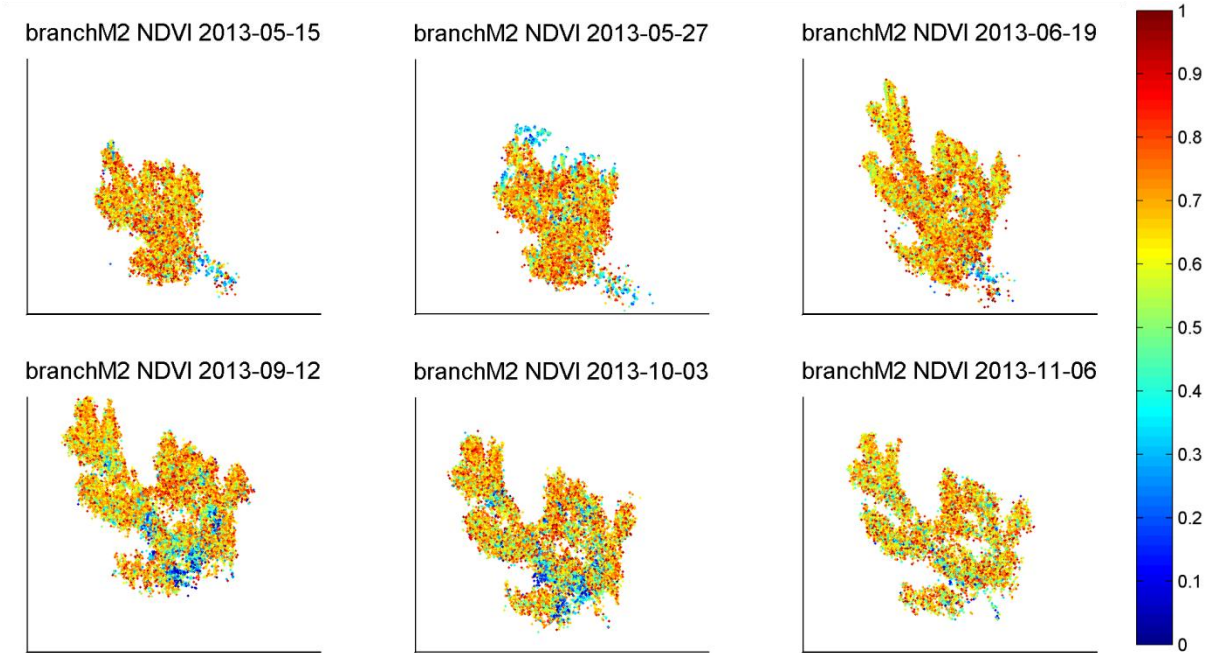 branchM2 NDVI 2013-05-15
branchM2 NDVI 2013-05-27
branchM2 NDVI 2013-06-19
branchM2 NDVI 2013-09-12
branchM2 NDVI 2013-10-03
branchM2 NDVI 2013-11-06
1
0.9
0.8
0.7
0.6
0.5
0.4
0.3
0.2
0.1
0